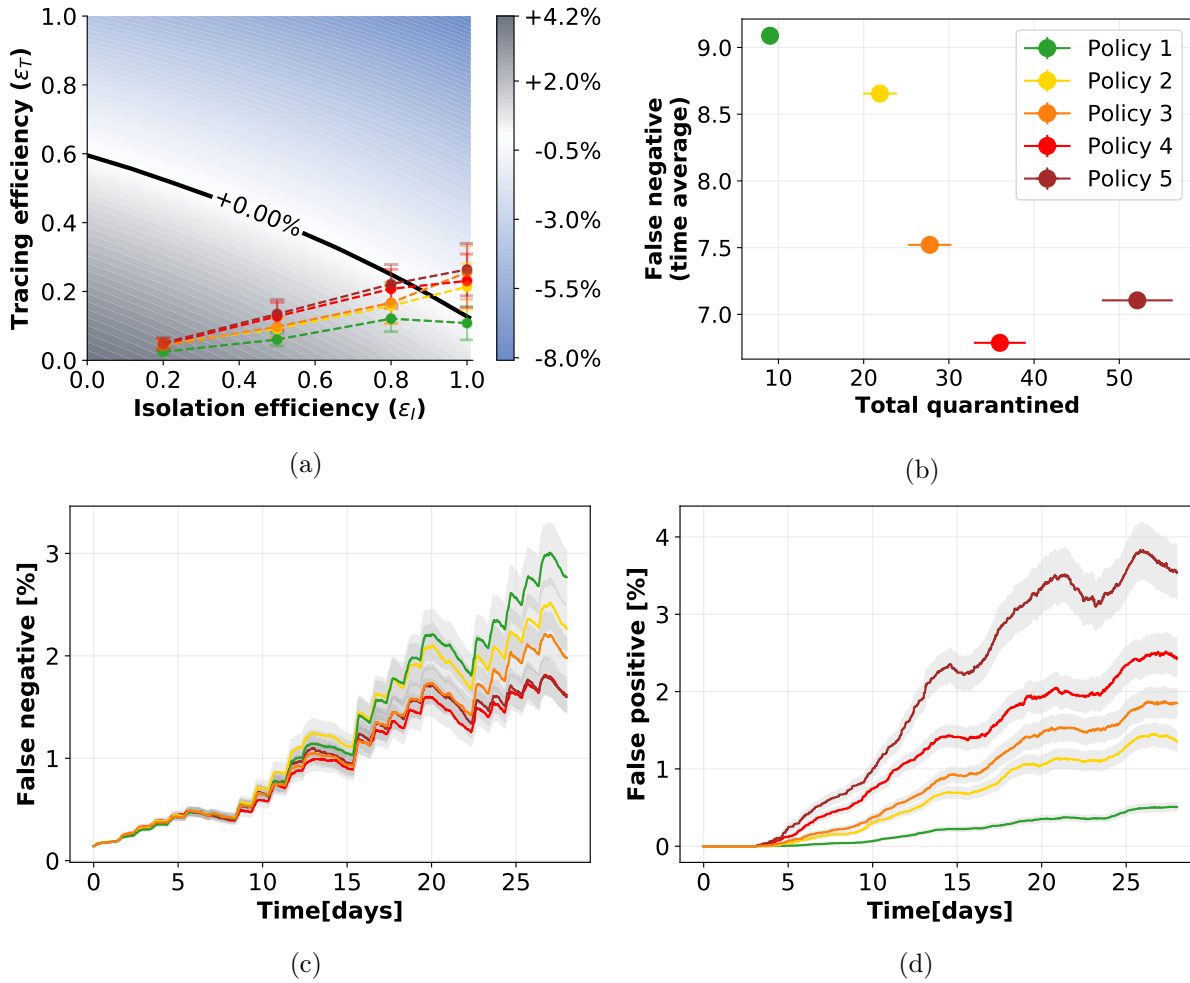 1.0
0.8
0.6
0.4
0.2
0.0
Tracing efficiency (ε_T)
+0.00%
0.0 0.2 0.4 0.6 0.8 1.0
Isolation efficiency (ε_I)
+4.2%
+2.0%
-0.5%
-3.0%
-5.5%
-8.0%
(a)
9.0
8.5
8.0
7.5
7.0
False negative
(time average)
Policy 1
Policy 2
Policy 3
Policy 4
Policy 5
10 20 30 40 50
Total quarantined
(b)
3
2
1
0
False negative [%]
0 5 10 15 20 25
Time[days]
(c)
4
3
2
1
0
False positive [%]
0 5 10 15 20 25
Time[days]
(d)